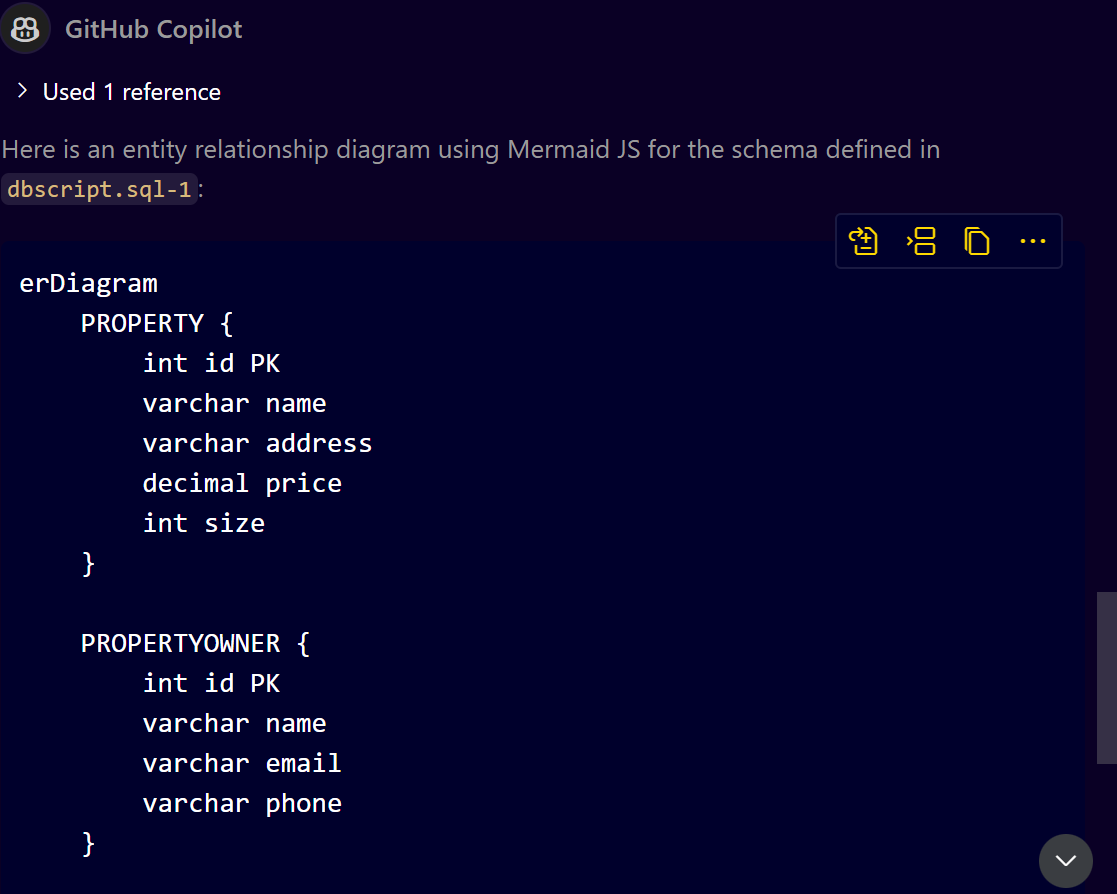 GitHub Copilot
Used 1 reference
Here is an entity relationship diagram using Mermaid JS for the schema defined in
dbscript.sql-1:
erDiagram
    PROPERTY {
        int id PK
        varchar name
        varchar address
        decimal price
        int size
    }
    PROPERTYOWNER {
        int id PK
        varchar name
        varchar email
        varchar phone
    }